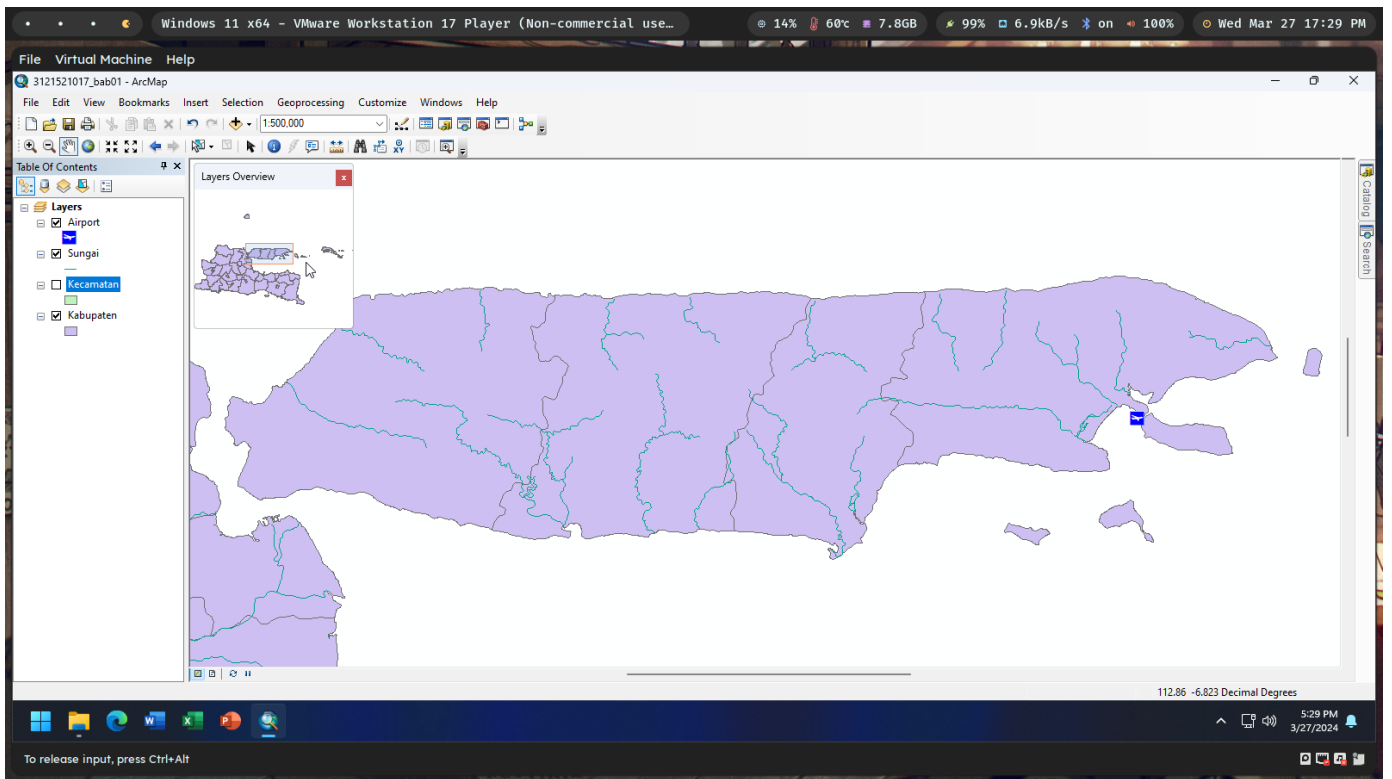 Windows 11 x64 - VMware Workstation 17 Player (Non-commercial use…
14% 60℃ 7.8GB
99% 6.9kB/s on 100%
Wed Mar 27 17:29 PM
File Virtual Machine Help
3121521017_bab01 - ArcMap
File Edit View Bookmarks Insert Selection Geoprocessing Customize Windows Help
1:500,000
Table Of Contents
Layers
Airport
Sungai
Kecamatan
Kabupaten
Layers Overview
Catalog
Search
112.86 -6.823 Decimal Degrees
5:29 PM
3/27/2024
To release input, press Ctrl+Alt